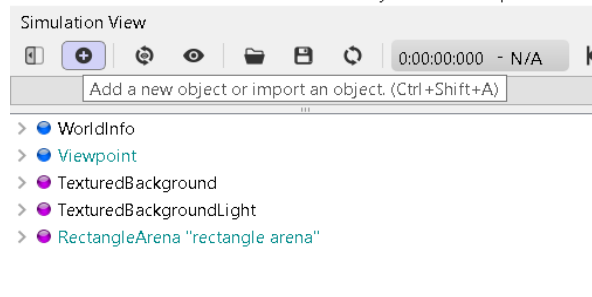 Simulation View
0:00:00:000 - N/A
Add a new object or import an object. (Ctrl+Shift+A)
WorldInfo
Viewpoint
TexturedBackground
TexturedBackgroundLight
RectangleArena "rectangle arena"